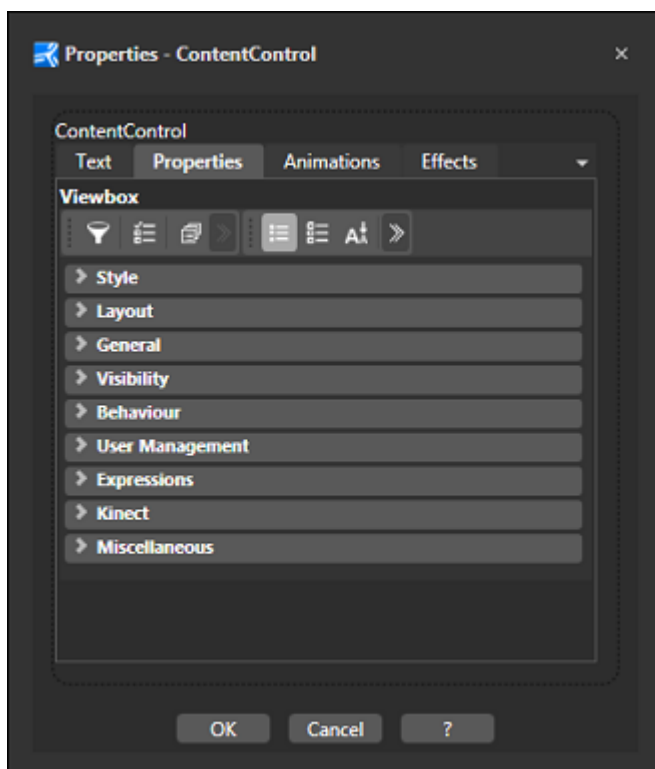 Properties - ContentControl
ContentControl
Text Properties Animations Effects
Viewbox
Style
Layout
General
Visibility
Behaviour
User Management
Expressions
Kinect
Miscellaneous
OK Cancel ?